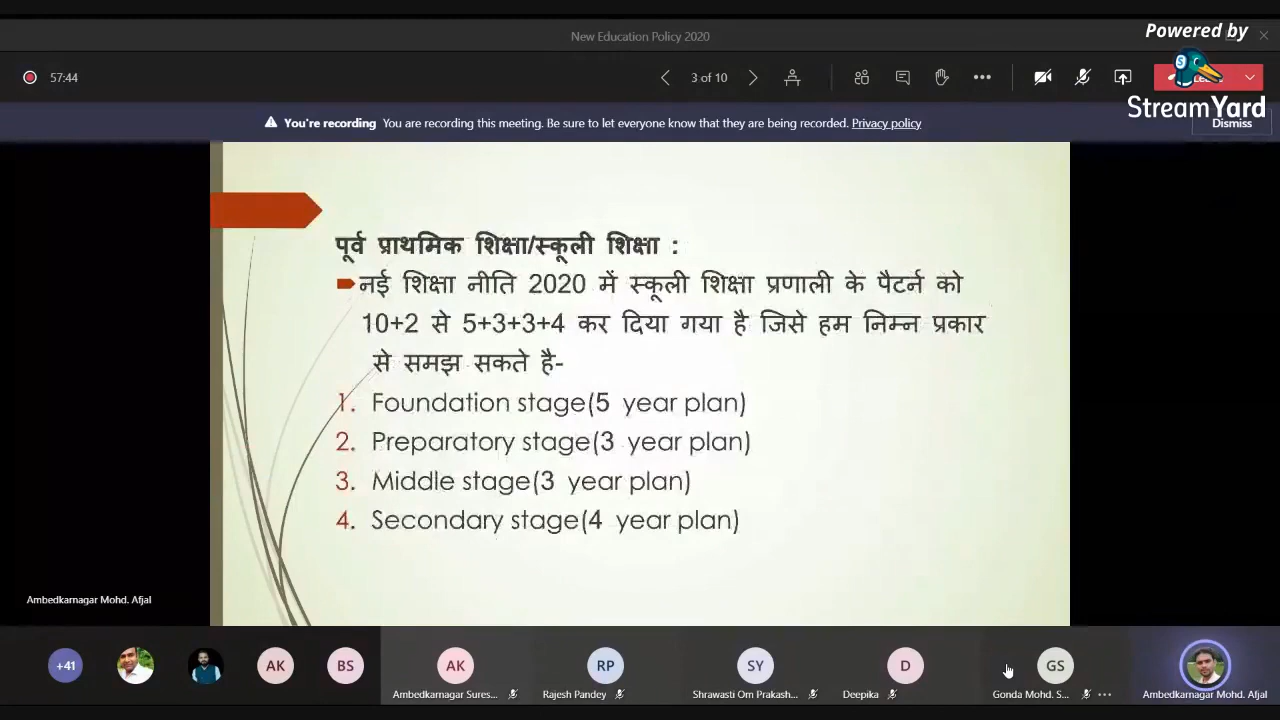 Powered by
New Education Policy 2020
57:44
3 of 10
StreamYard
You're recording You are recording this meeting. Be sure to let everyone know that they are being recorded. Privacy policy
Dismiss
पूर्व प्राथमिक शिक्षा/स्कूली शिक्षा :
नई शिक्षा नीति 2020 में स्कूली शिक्षा प्रणाली के पैटर्न को
10+2 से 5+3+3+4 कर दिया गया है जिसे हम निम्न प्रकार
से समझ सकते है-
1. Foundation stage(5 year plan)
2. Preparatory stage(3 year plan)
3. Middle stage(3 year plan)
4. Secondary stage(4 year plan)
Ambedkarnagar Mohd. Afjal
+41 AK BS AK RP SY D GS
Ambedkarnagar Sures... Rajesh Pandey Shrawasti Om Prakash... Deepika Gonda Mohd. S... Ambedkarnagar Mohd. Afjal